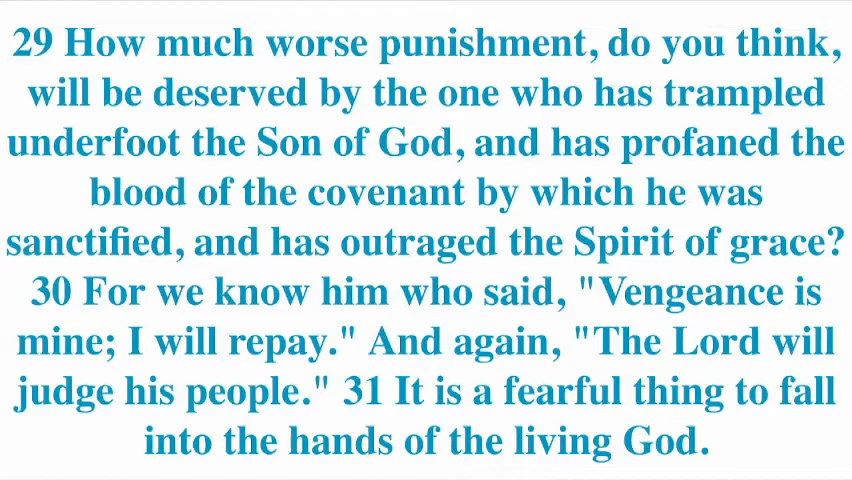 29 How much worse punishment, do you think,
will be deserved by the one who has trampled
underfoot the Son of God, and has profaned the
blood of the covenant by which he was
sanctified, and has outraged the Spirit of grace?
30 For we know him who said, "Vengeance is
mine; I will repay." And again, "The Lord will
judge his people." 31 It is a fearful thing to fall
into the hands of the living God.